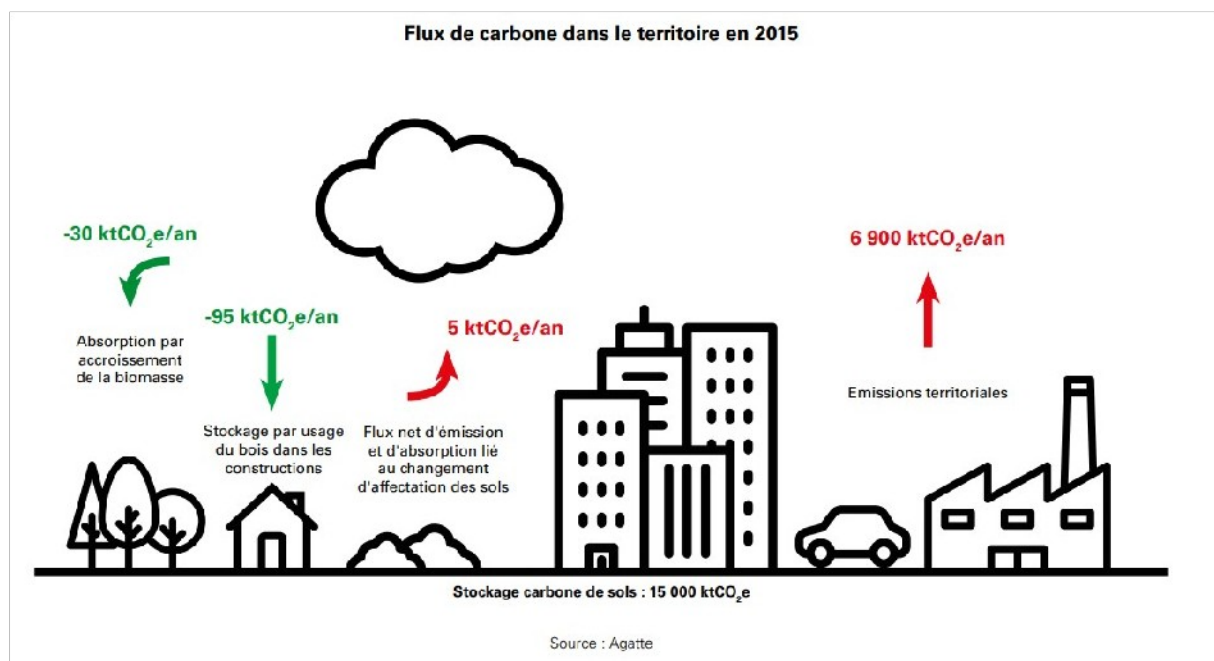 Flux de carbone dans le territoire en 2015
-30 ktCO₂e/an
Absorption par
accroissement
de la biomasse
-95 ktCO₂e/an
Stockage par usage
du bois dans les
constructions
5 ktCO₂e/an
Flux net d'émission
et d'absorption lié
au changement
d'affectation des sols
6 900 ktCO₂e/an
Emissions territoriales
Stockage carbone de sols : 15 000 ktCO₂e
Source : Agatte